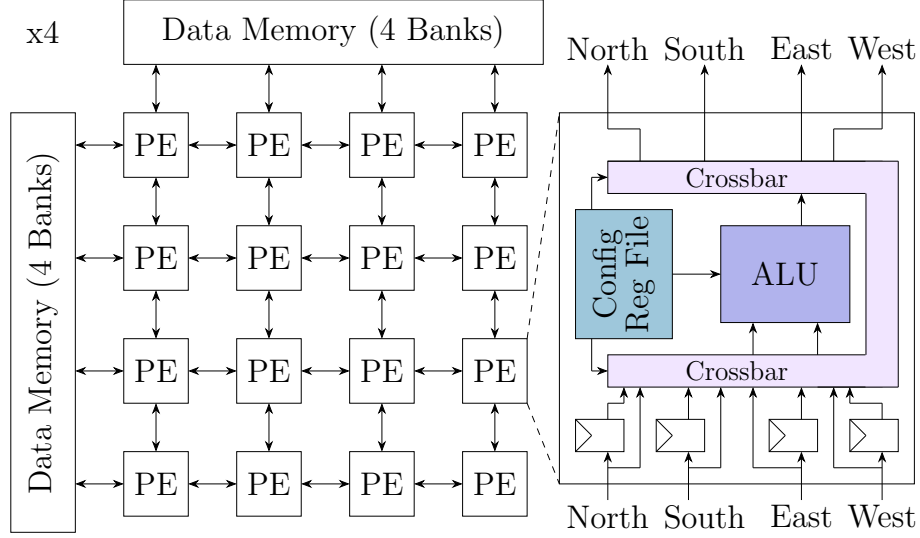 x4
Data Memory (4 Banks)
Data Memory (4 Banks)
PE PE PE PE
PE PE PE PE
PE PE PE PE
PE PE PE PE
North South East West
Crossbar
Config
Reg File
ALU
Crossbar
North South East West